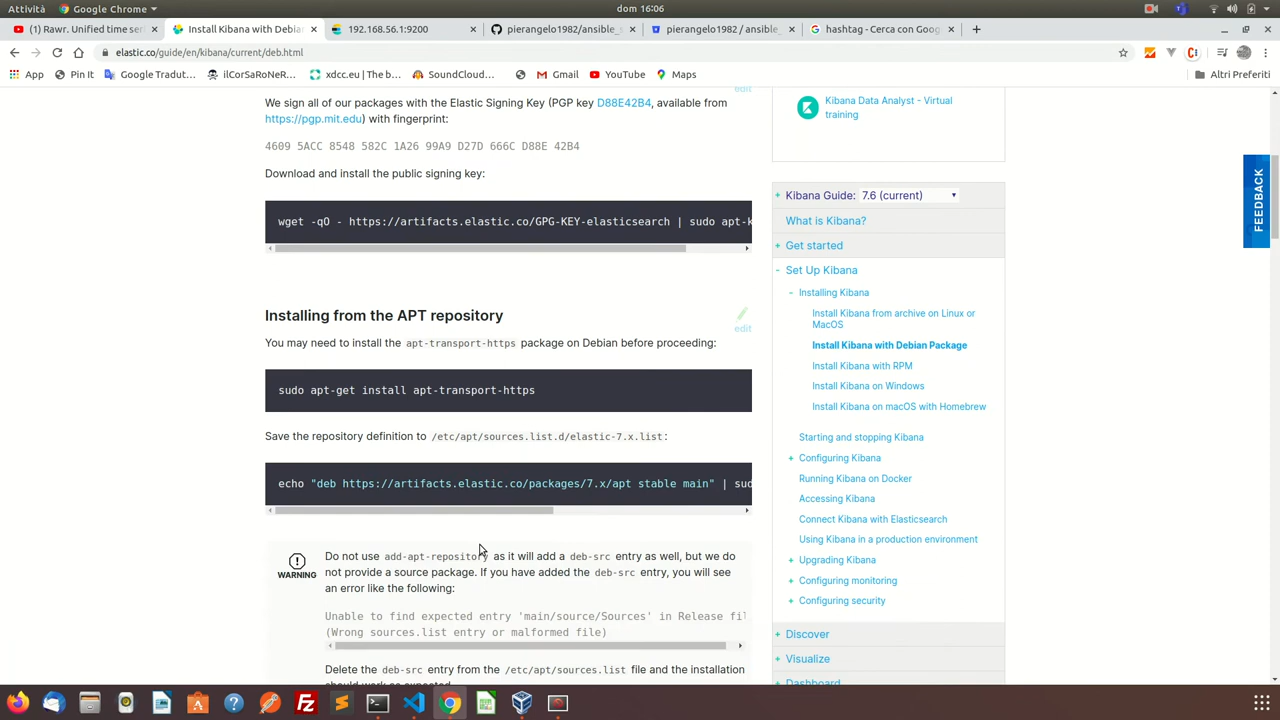 Attività
Google Chrome
dom 16:06
(1) Rawr. Unified time seri
Install Kibana with Debia
192.168.56.1:9200
pierangelo1982/ansible_s
pierangelo1982 / ansible_
hashtag - Cerca con Goog
elastic.co/guide/en/kibana/current/deb.html
App
Pin It
Google Tradut...
ilCorSaRoNeR...
xdcc.eu | The b...
SoundCloud...
Gmail
YouTube
Maps
Altri Preferiti
edit
We sign all of our packages with the Elastic Signing Key (PGP key D88E42B4, available from
https://pgp.mit.edu) with fingerprint:
4609 5ACC 8548 582C 1A26 99A9 D27D 666C D88E 42B4
Download and install the public signing key:
wget -qO - https://artifacts.elastic.co/GPG-KEY-elasticsearch | sudo apt-k
Installing from the APT repository
edit
You may need to install the apt-transport-https package on Debian before proceeding:
sudo apt-get install apt-transport-https
Save the repository definition to /etc/apt/sources.list.d/elastic-7.x.list:
echo "deb https://artifacts.elastic.co/packages/7.x/apt stable main" | sud
WARNING
Do not use add-apt-repository as it will add a deb-src entry as well, but we do
not provide a source package. If you have added the deb-src entry, you will see
an error like the following:
Unable to find expected entry 'main/source/Sources' in Release fil
(Wrong sources.list entry or malformed file)
Delete the deb-src entry from the /etc/apt/sources.list file and the installation
should work as expected.
Kibana Data Analyst - Virtual
training
Kibana Guide: 7.6 (current)
What is Kibana?
Get started
Set Up Kibana
Installing Kibana
Install Kibana from archive on Linux or
MacOS
Install Kibana with Debian Package
Install Kibana with RPM
Install Kibana on Windows
Install Kibana on macOS with Homebrew
Starting and stopping Kibana
Configuring Kibana
Running Kibana on Docker
Accessing Kibana
Connect Kibana with Elasticsearch
Using Kibana in a production environment
Upgrading Kibana
Configuring monitoring
Configuring security
Discover
Visualize
Dashboard
FEEDBACK